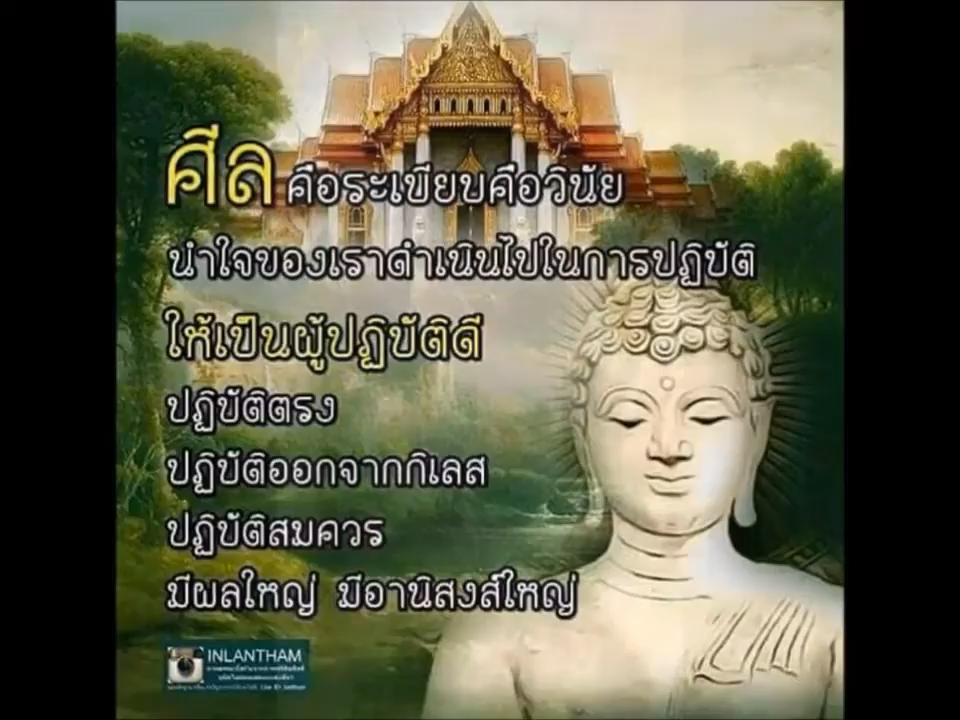 ศีล คือระเบียบคือวินัย
นำใจของเราดำเนินไปในการปฏิบัติ
ให้เป็นผู้ปฏิบัติดี
ปฏิบัติตรง
ปฏิบัติออกจากกิเลส
ปฏิบัติสมควร
มีผลใหญ่ มีอานิสงส์ใหญ่
INLANTHAM